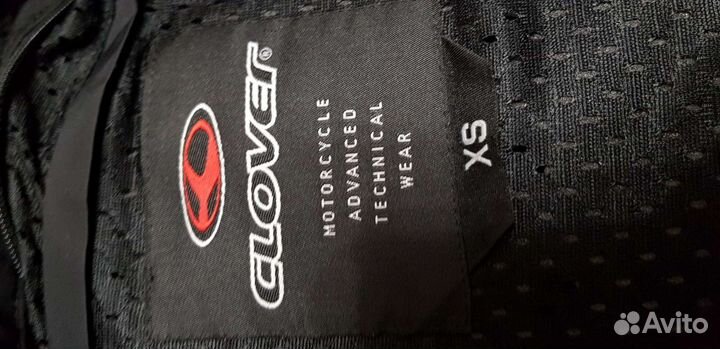 CLOVER®
MOTORCYCLE
ADVANCED
TECHNICAL
WEAR
XS
Avito